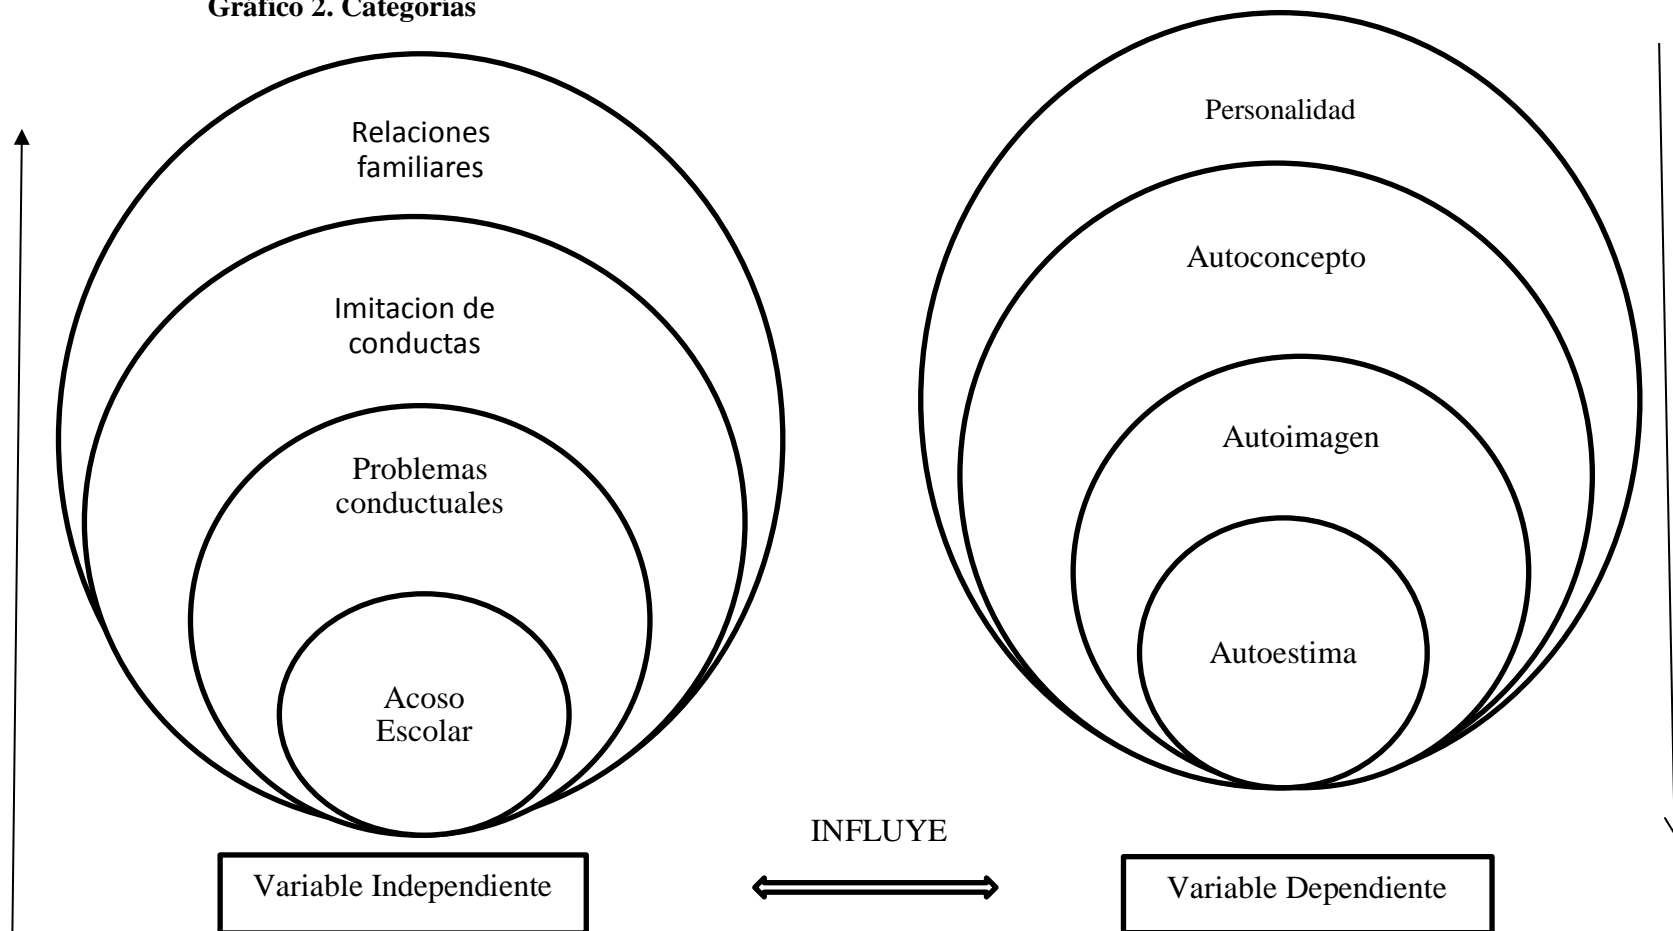 Gráfico 2. Categorías
Relaciones
familiares
Imitacion de
conductas
Problemas
conductuales
Acoso
Escolar
Variable Independiente
INFLUYE
Personalidad
Autoconcepto
Autoimagen
Autoestima
Variable Dependiente